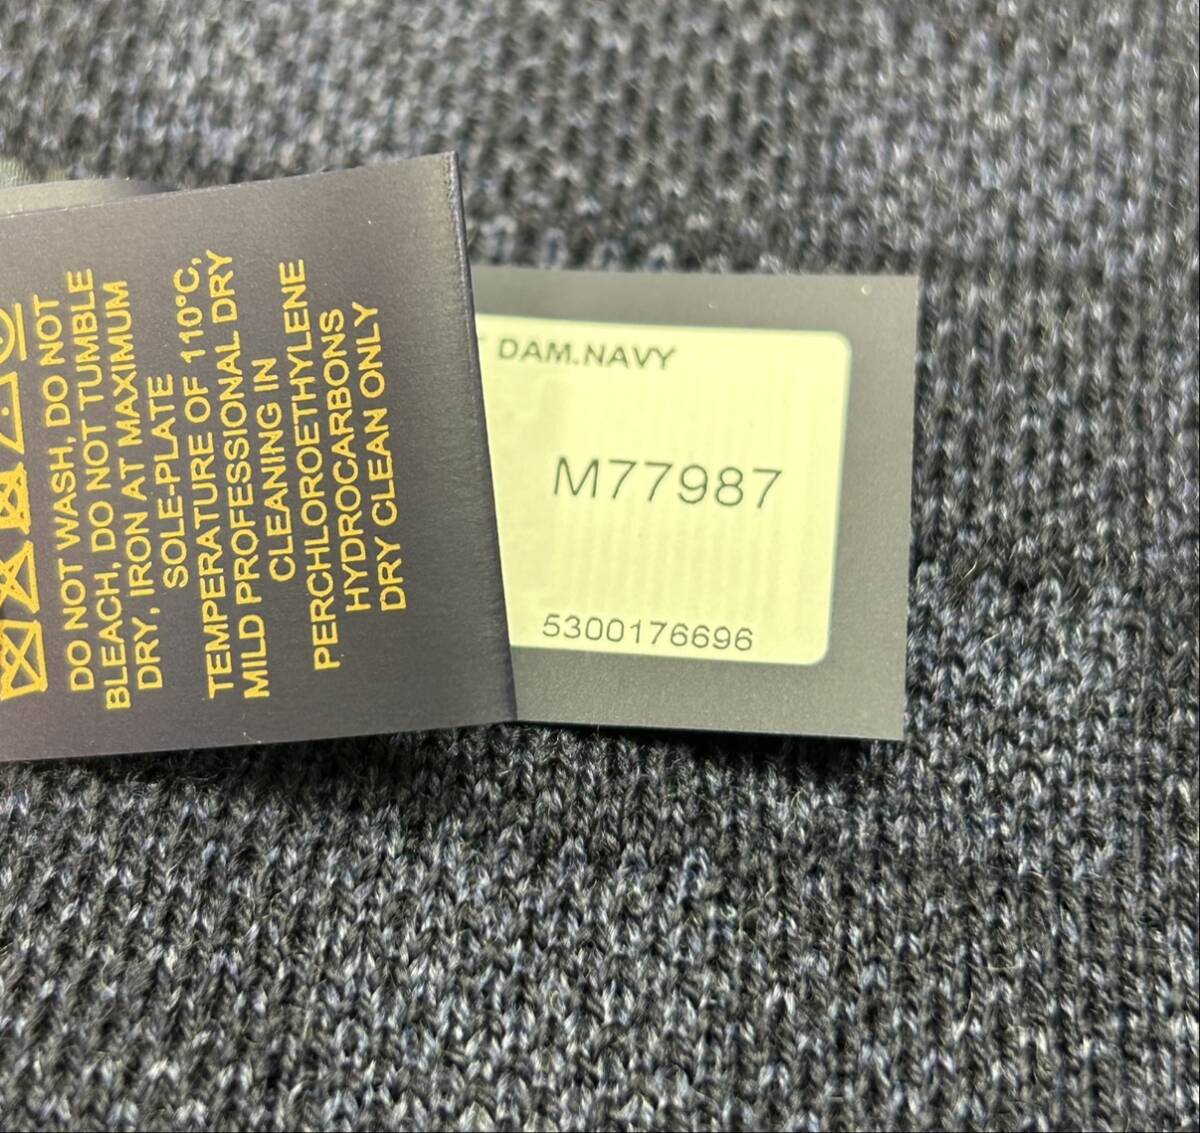 DO NOT WASH, DO NOT
BLEACH, DO NOT TUMBLE
DRY, IRON AT MAXIMUM
SOLE-PLATE
TEMPERATURE OF 110°C,
MILD PROFESSIONAL DRY
CLEANING IN
PERCHLOROETHYLENE
HYDROCARBONS
DRY CLEAN ONLY
DAM.NAVY
M77987
5300176696